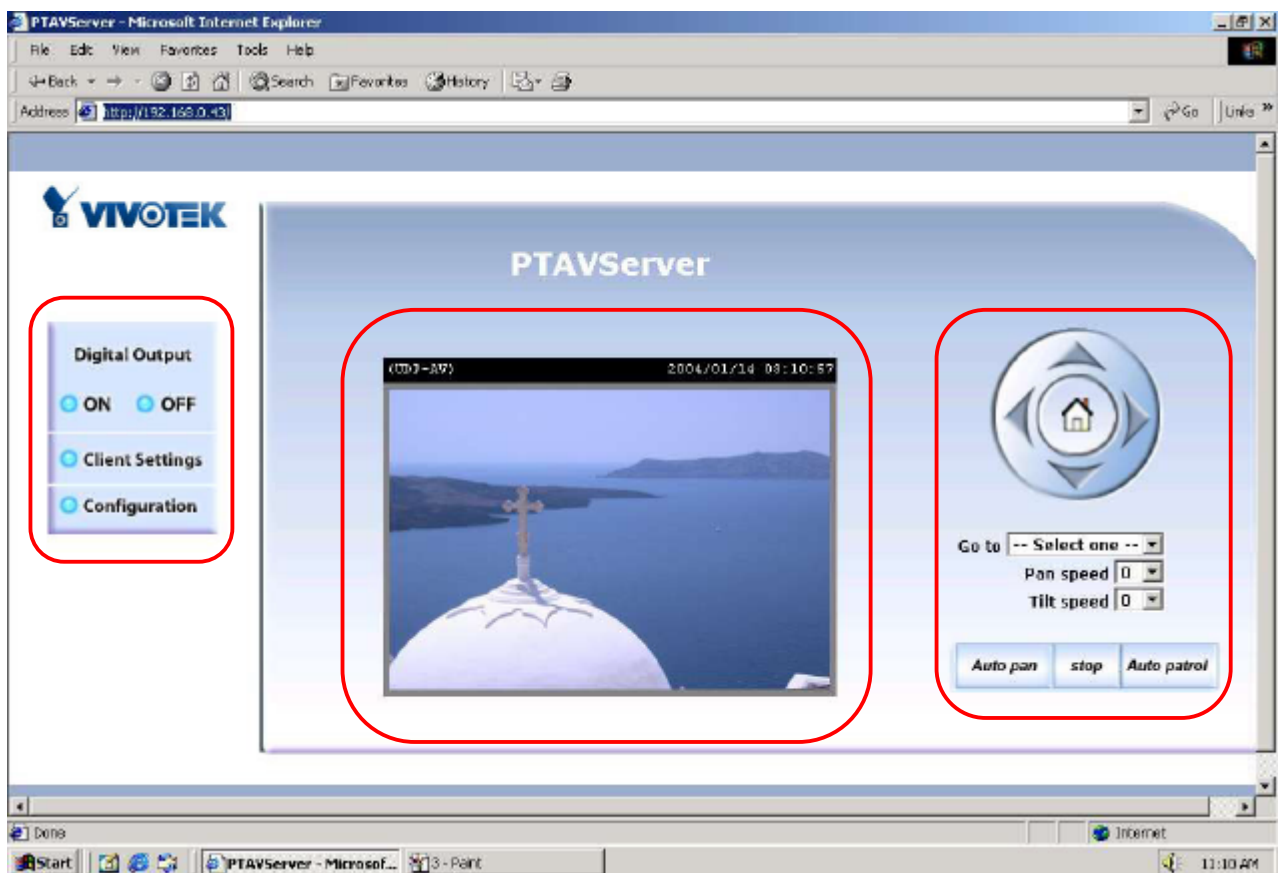 PTAVServer - Microsoft Internet Explorer
File Edit View Favorites Tools Help
Back Search Favorites History
Address http://192.168.0.43/ Go Links »
VIVOTEK
PTAVServer
Digital Output
ON OFF
Client Settings
Configuration
(UDP-AV) 2004/01/14 08:10:57
Go to -- Select one --
Pan speed 0
Tilt speed 0
Auto pan stop Auto patrol
Done Internet
Start PTAVServer - Microsof... 3 - Paint 11:10 AM